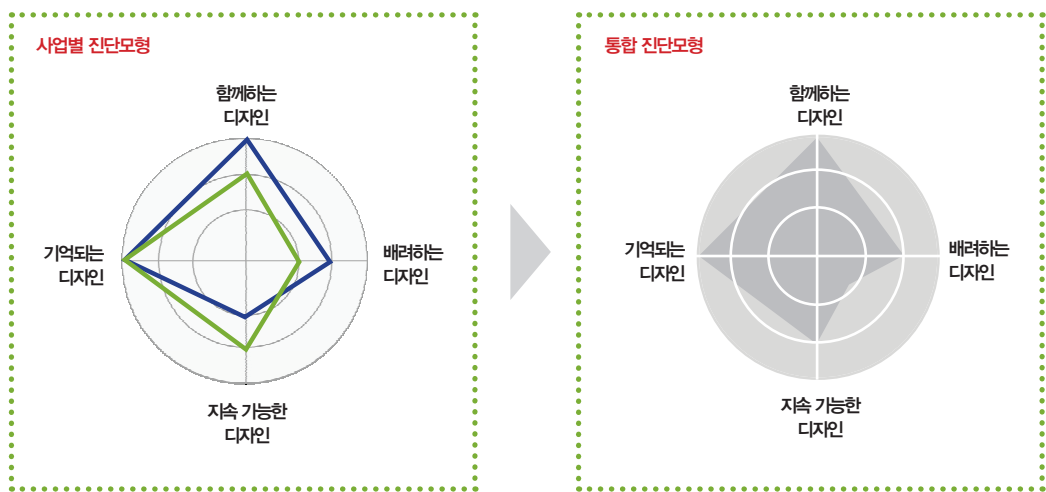 사업별 진단모형
함께하는
디자인
기억되는
디자인
배려하는
디자인
지속 가능한
디자인
통합 진단모형
함께하는
디자인
기억되는
디자인
배려하는
디자인
지속 가능한
디자인